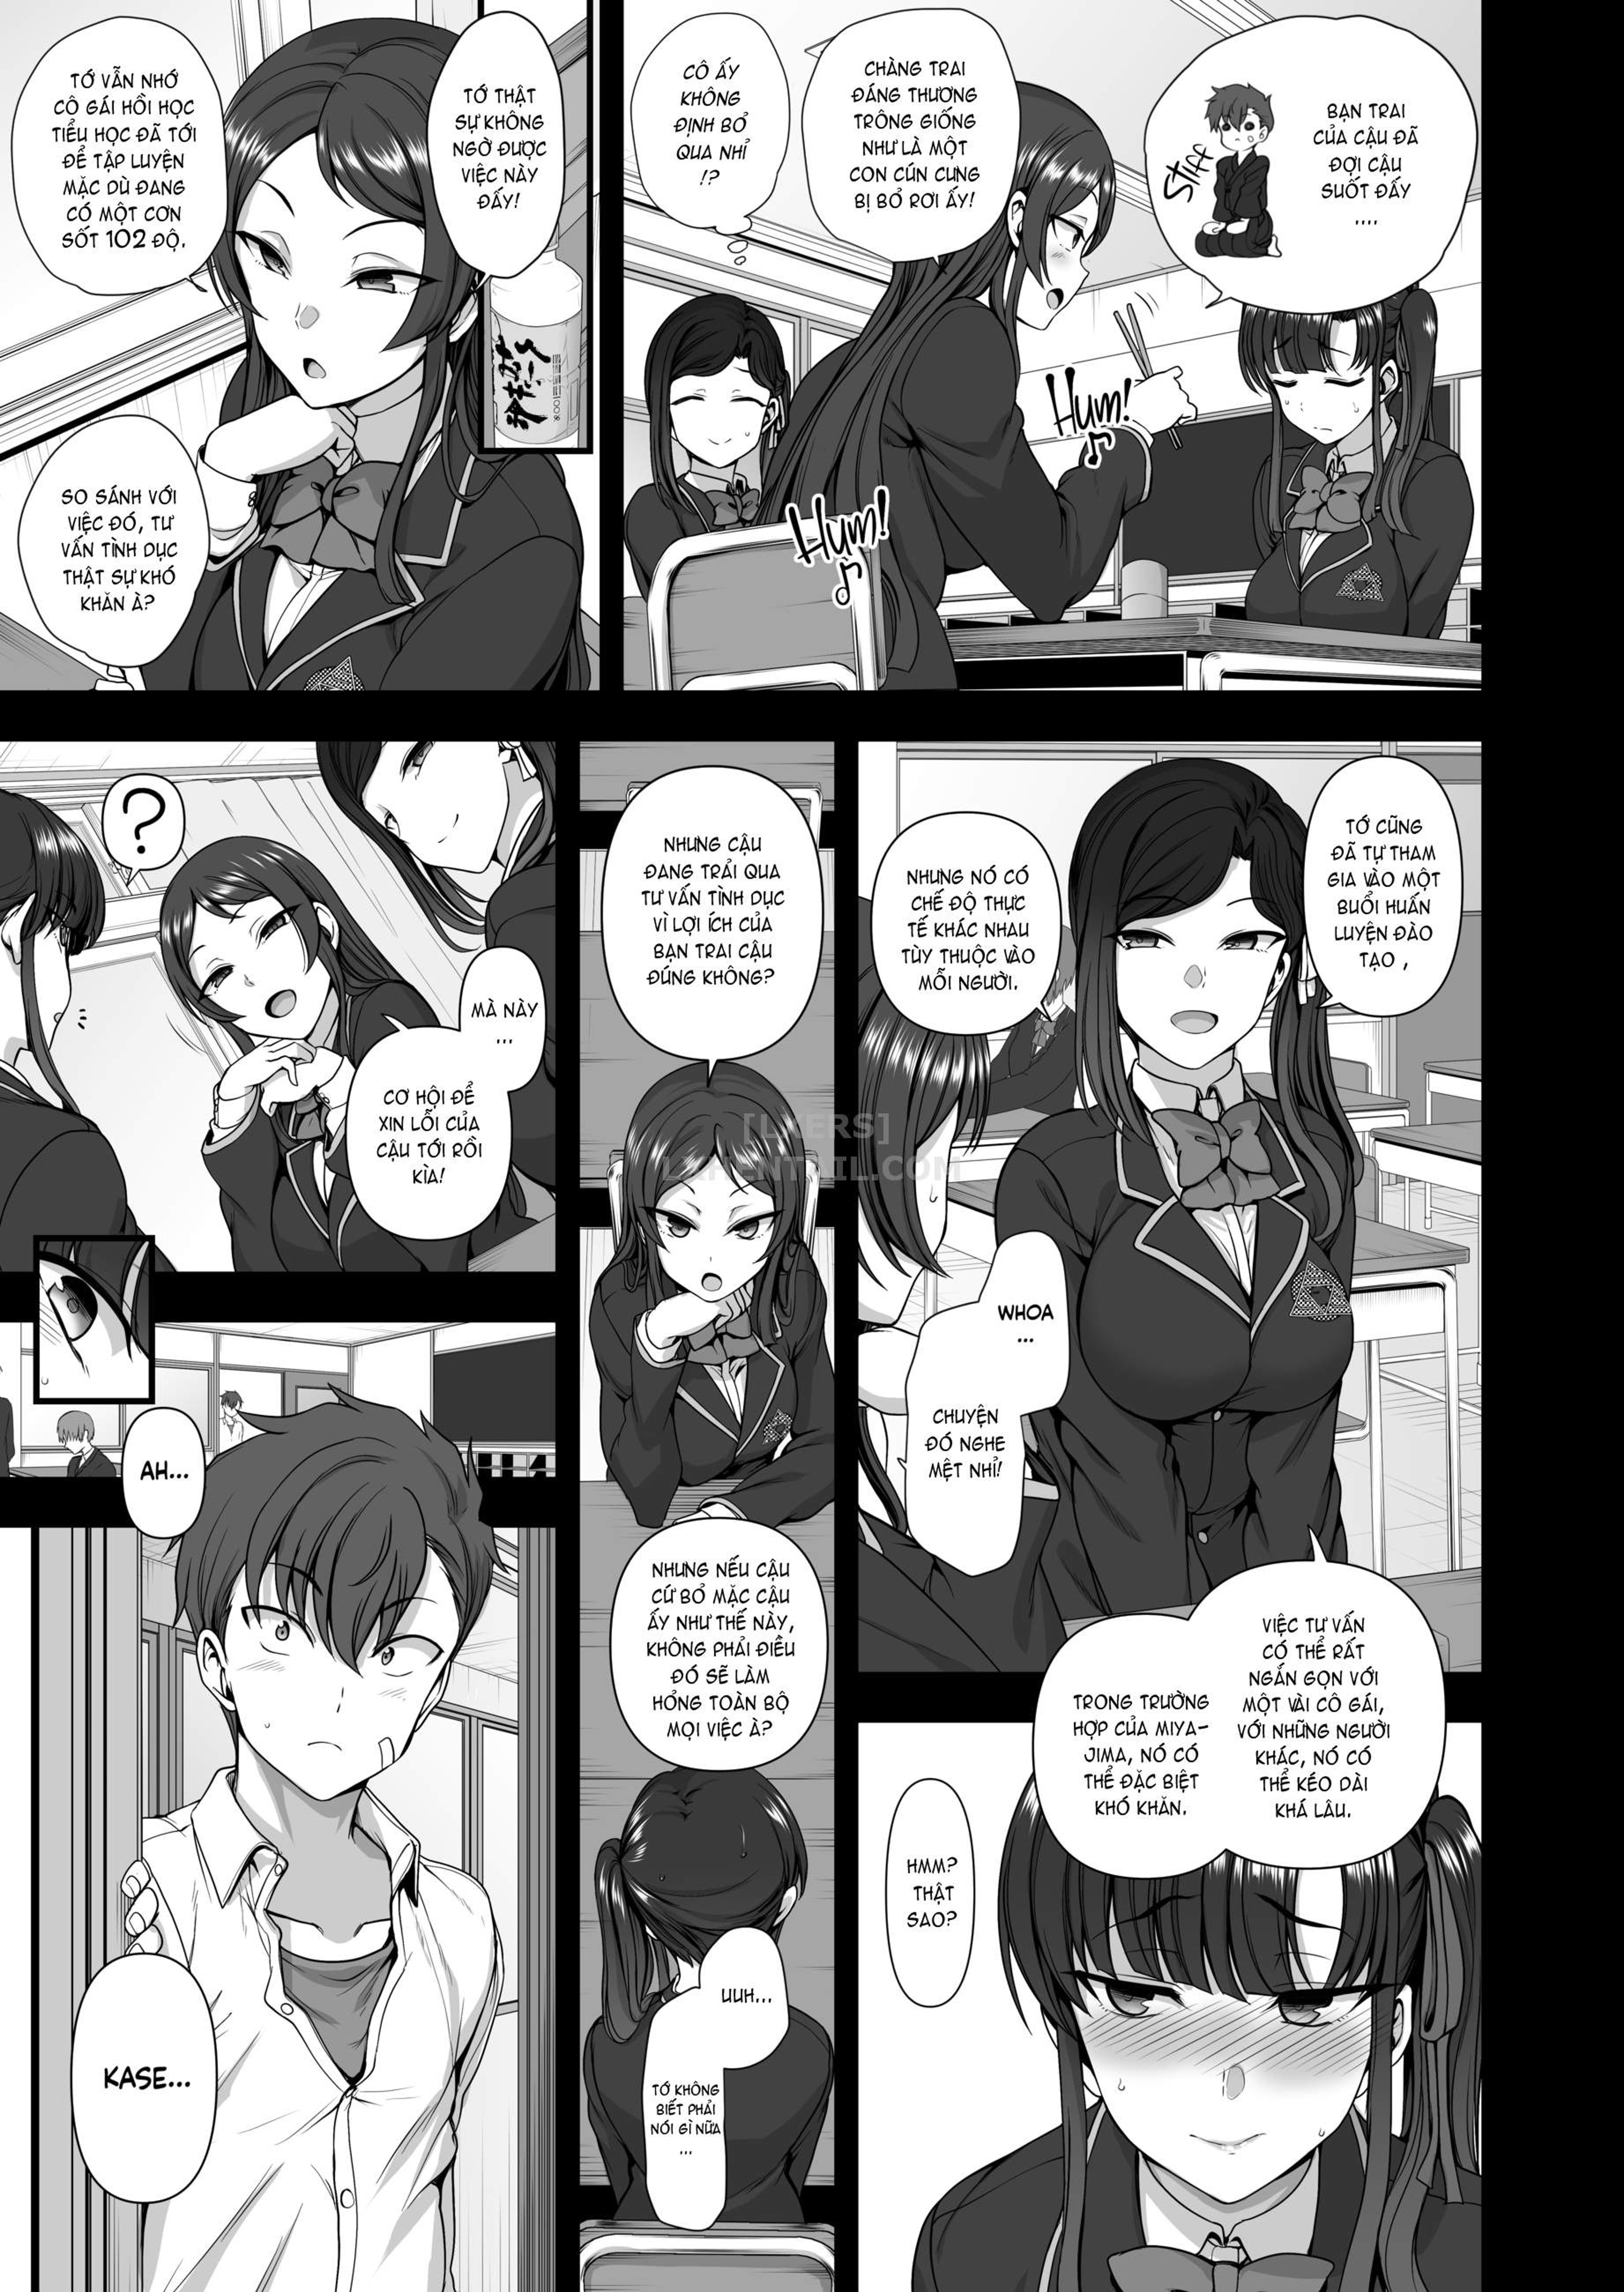 BẠN TRAI
CỦA CẬU ĐÃ
ĐỢI CẬU
SUỐT ĐẤY
....
STIFF
CHÀNG TRAI
ĐÁNG THƯƠNG
TRÔNG GIỐNG
NHƯ LÀ MỘT
CON CÚN CƯNG
BỊ BỎ RƠI ẤY!
CÔ ẤY
KHÔNG
ĐỊNH BỎ
QUA NHỈ
!?
HUM!
HUM!
TỚ THẬT
SỰ KHÔNG
NGỜ ĐƯỢC
VIỆC NÀY
ĐẤY!
TỚ VẪN NHỚ
CÔ GÁI HỒI HỌC
TIỂU HỌC ĐÃ TỚI
ĐỂ TẬP LUYỆN
MẶC DÙ ĐANG
CÓ MỘT CƠN
SỐT 102 ĐỘ.
SO SÁNH VỚI
VIỆC ĐÓ, TƯ
VẤN TÌNH DỤC
THẬT SỰ KHÓ
KHĂN À?
TỚ CŨNG
ĐÃ TỰ THAM
GIA VÀO MỘT
BUỔI HUẤN
LUYỆN ĐÀO
TẠO ,
NHƯNG NÓ CÓ
CHẾ ĐỘ THỰC
TẾ KHÁC NHAU
TÙY THUỘC VÀO
MỖI NGƯỜI.
WHOA
...
CHUYỆN
ĐÓ NGHE
MỆT NHỈ!
VIỆC TƯ VẤN
CÓ THỂ RẤT
NGẮN GỌN VỚI
MỘT VÀI CÔ GÁI,
VỚI NHỮNG NGƯỜI
KHÁC, NÓ CÓ
THỂ KÉO DÀI
KHÁ LÂU.
TRONG TRƯỜNG
HỢP CỦA MIYA-
JIMA, NÓ CÓ
THỂ ĐẶC BIỆT
KHÓ KHĂN.
HMM?
THẬT
SAO?
NHƯNG CẬU
ĐANG TRẢI QUA
TƯ VẤN TÌNH DỤC
VÌ LỢI ÍCH CỦA
BẠN TRAI CẬU
ĐÚNG KHÔNG?
[LXERS]
LXHENTAII.COM
NHƯNG NẾU CẬU
CỨ BỎ MẶC CẬU
ẤY NHƯ THẾ NÀY,
KHÔNG PHẢI ĐIỀU
ĐÓ SẼ LÀM
HỎNG TOÀN BỘ
MỌI VIỆC À?
UUH...
TỚ KHÔNG
BIẾT PHẢI
NÓI GÌ NỮA
...
?
MÀ NÀY
...
CƠ HỘI ĐỂ
XIN LỖI CỦA
CẬU TỚI RỒI
KÌA!
AH...
KASE...